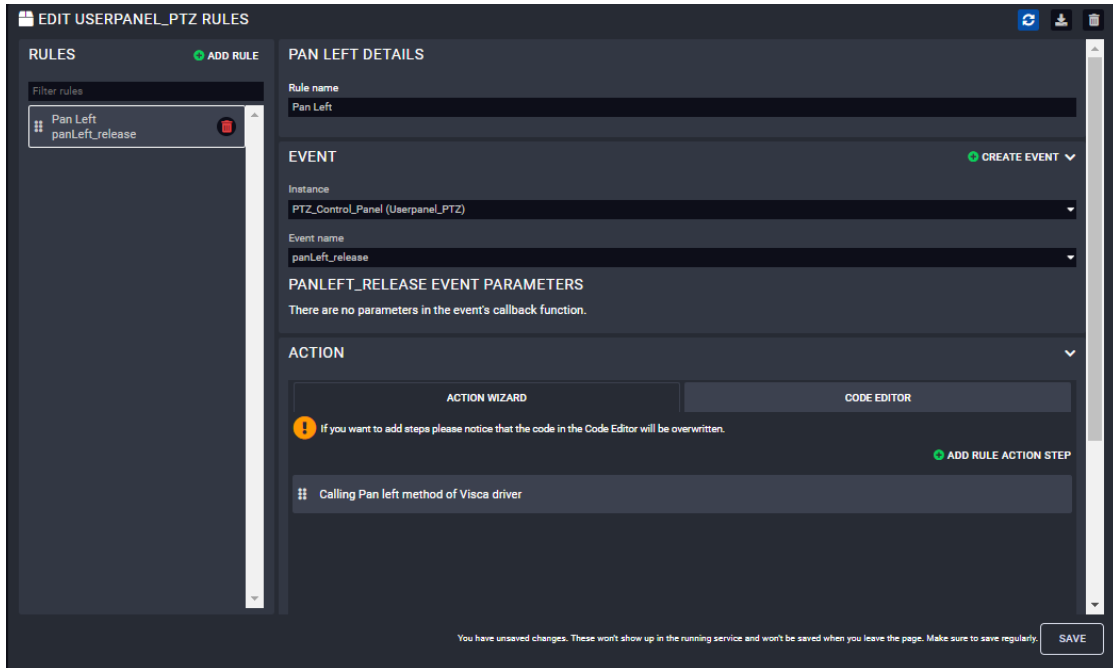 EDIT USERPANEL_PTZ RULES
RULES
ADD RULE
Filter rules
Pan Left
panLeft_release
PAN LEFT DETAILS
Rule name
Pan Left
EVENT
CREATE EVENT
Instance
PTZ_Control_Panel (Userpanel_PTZ)
Event name
panLeft_release
PANLEFT_RELEASE EVENT PARAMETERS
There are no parameters in the event's callback function.
ACTION
ACTION WIZARD
CODE EDITOR
If you want to add steps please notice that the code in the Code Editor will be overwritten.
ADD RULE ACTION STEP
Calling Pan left method of Visca driver
You have unsaved changes. These won't show up in the running service and won't be saved when you leave the page. Make sure to save regularly.
SAVE